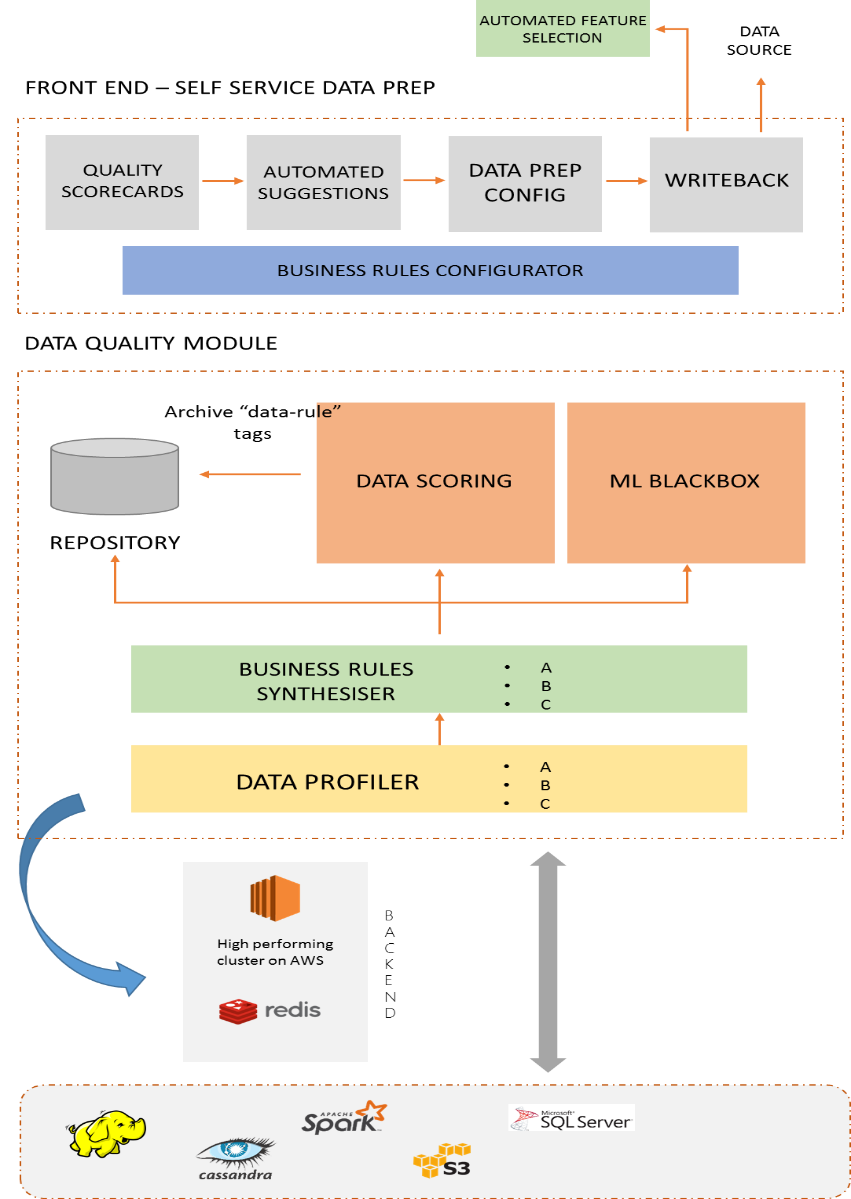 AUTOMATED FEATURE
SELECTION
DATA
SOURCE
FRONT END – SELF SERVICE DATA PREP
QUALITY
SCORECARDS
AUTOMATED
SUGGESTIONS
DATA PREP
CONFIG
WRITEBACK
BUSINESS RULES CONFIGURATOR
DATA QUALITY MODULE
Archive “data-rule”
tags
REPOSITORY
DATA SCORING
ML BLACKBOX
BUSINESS RULES
SYNTHESISER
• A
• B
• C
DATA PROFILER
• A
• B
• C
High performing
cluster on AWS
redis
B
A
C
K
E
N
D
cassandra
APACHE
Spark
S3
Microsoft®
SQL Server